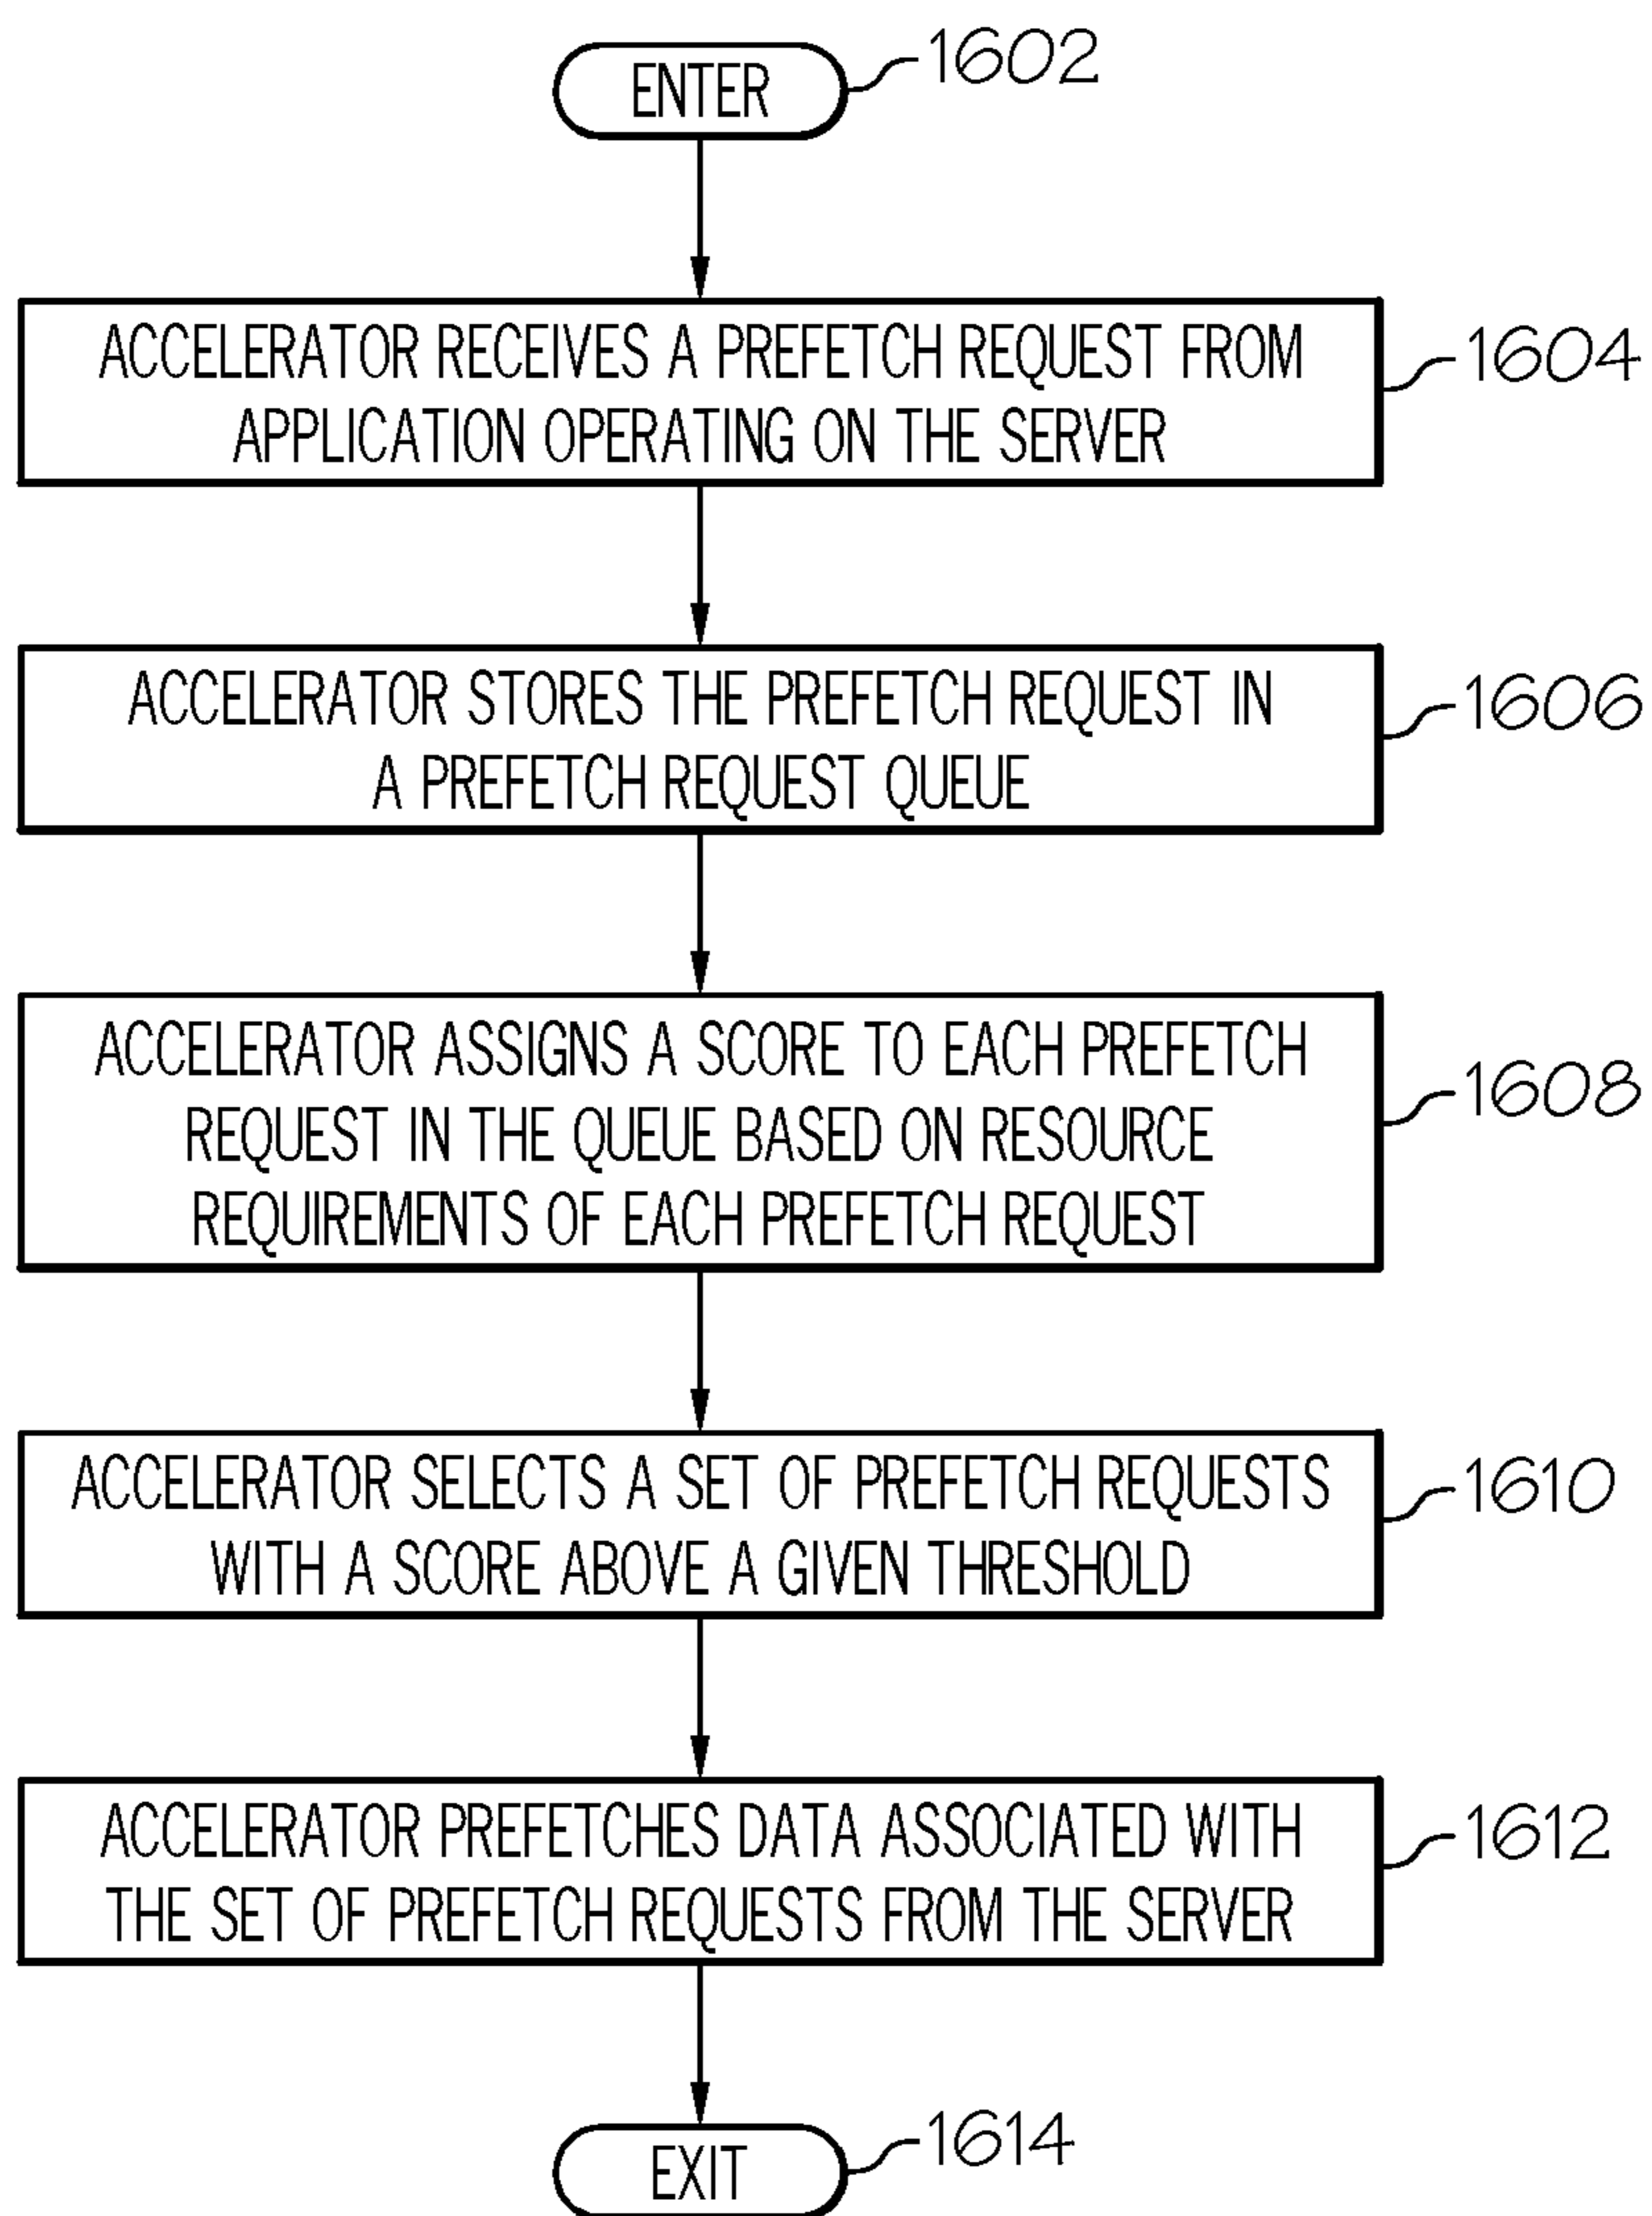 ENTER
1602
ACCELERATOR RECEIVES A PREFETCH REQUEST FROM
APPLICATION OPERATING ON THE SERVER
1604
ACCELERATOR STORES THE PREFETCH REQUEST IN
A PREFETCH REQUEST QUEUE
1606
ACCELERATOR ASSIGNS A SCORE TO EACH PREFETCH
REQUEST IN THE QUEUE BASED ON RESOURCE
REQUIREMENTS OF EACH PREFETCH REQUEST
1608
ACCELERATOR SELECTS A SET OF PREFETCH REQUESTS
WITH A SCORE ABOVE A GIVEN THRESHOLD
1610
ACCELERATOR PREFETCHES DATA ASSOCIATED WITH
THE SET OF PREFETCH REQUESTS FROM THE SERVER
1612
EXIT
1614